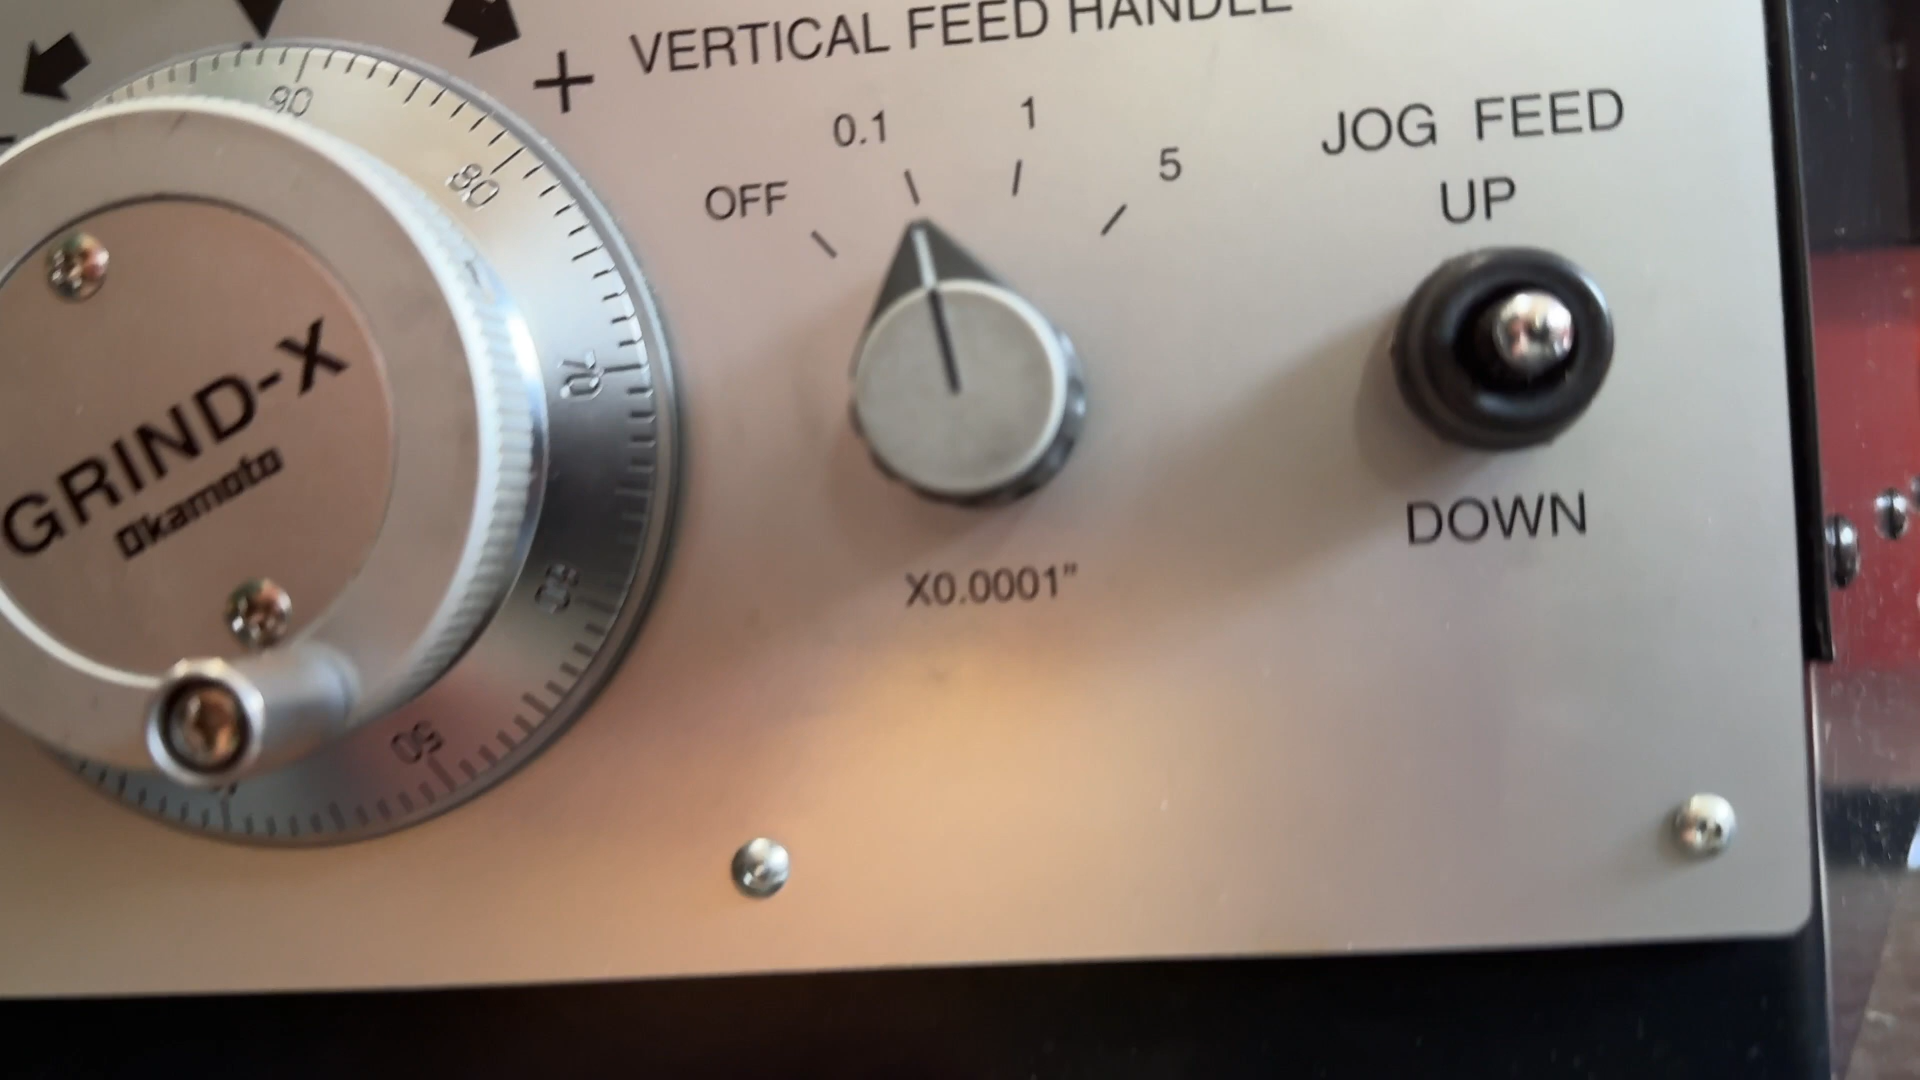 + VERTICAL FEED HANDLE
OFF 0.1 1 5
X0.0001"
JOG FEED
UP
DOWN
90
80
70
60
50
GRIND-X
Okamoto